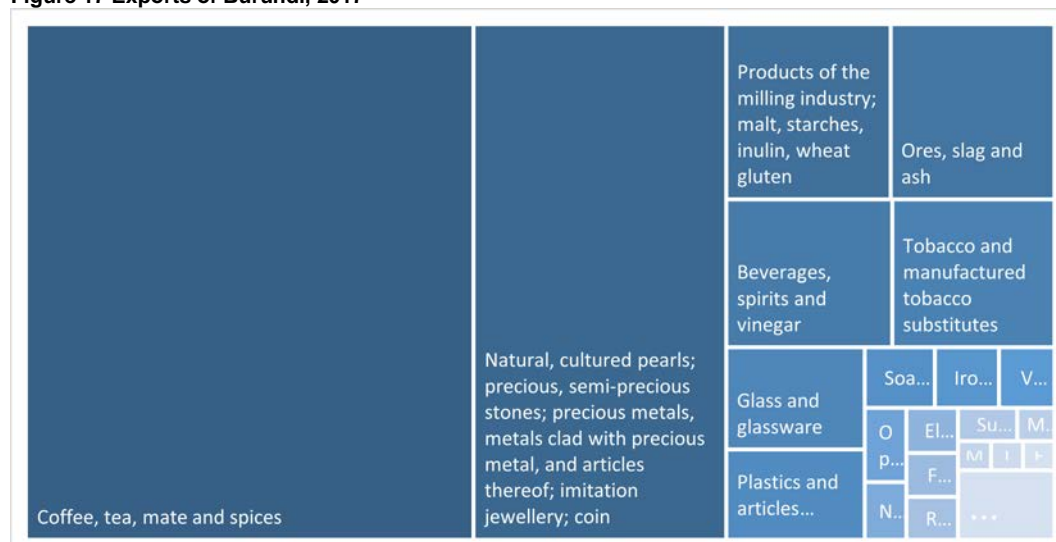 Figure 17 Exports of Burundi, 2017
Coffee, tea, mate and spices
Natural, cultured pearls;
precious, semi-precious
stones; precious metals,
metals clad with precious
metal, and articles
thereof; imitation
jewellery; coin
Products of the
milling industry;
malt, starches,
inulin, wheat
gluten
Ores, slag and
ash
Beverages,
spirits and
vinegar
Tobacco and
manufactured
tobacco
substitutes
Glass and
glassware
Plastics and
articles...
Soa...
Iro...
V...
O
p...
El...
Su...
M...
F...
M
N...
R...
...